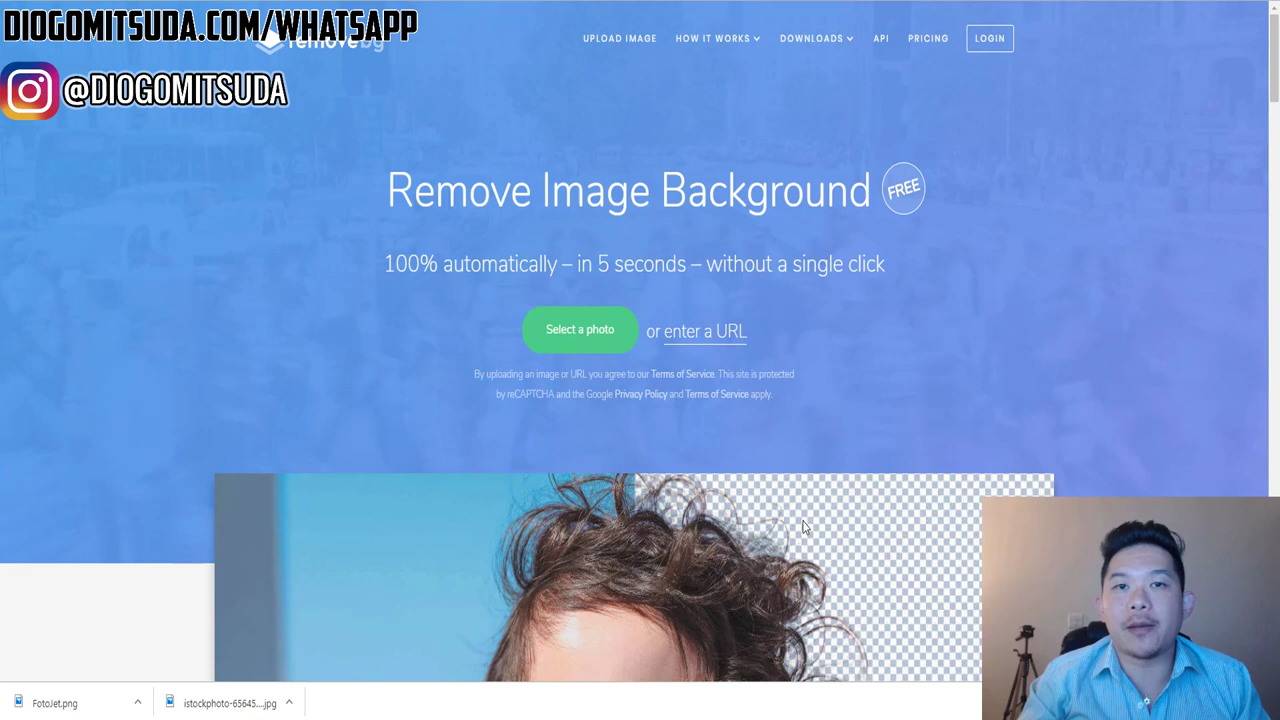 DIOGOMITSUDA.COM/WHATSAPP
removebg
UPLOAD IMAGE HOW IT WORKS DOWNLOADS API PRICING LOGIN
@DIOGOMITSUDA
Remove Image Background FREE
100% automatically – in 5 seconds – without a single click
Select a photo or enter a URL
By uploading an image or URL you agree to our Terms of Service. This site is protected
by reCAPTCHA and the Google Privacy Policy and Terms of Service apply.
FotoJet.png istockphoto-65645....jpg